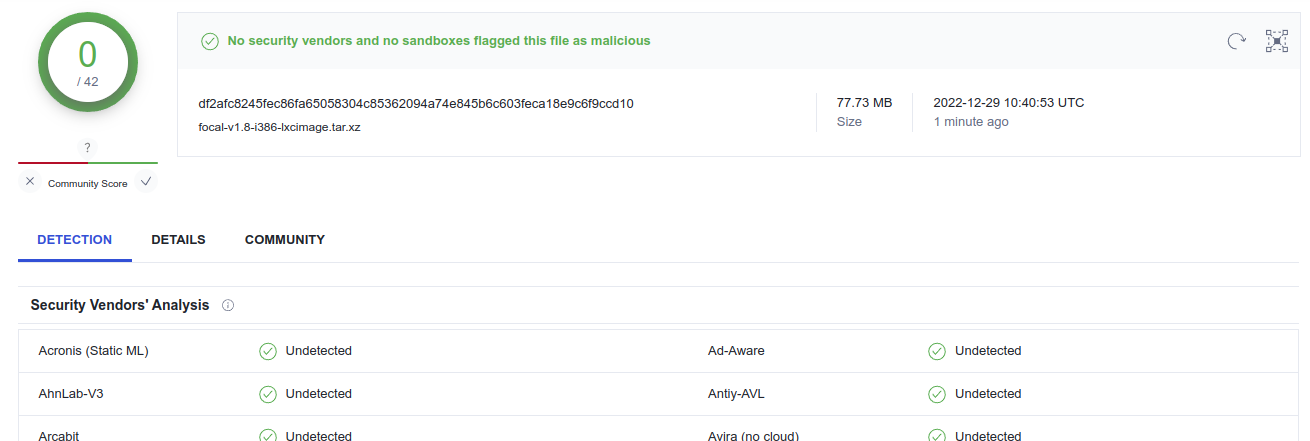 0
/ 42
?
Community Score
No security vendors and no sandboxes flagged this file as malicious
df2afc8245fec86fa65058304c85362094a74e845b6c603feca18e9c6f9ccd10
focal-v1.8-i386-lxcimage.tar.xz
77.73 MB
Size
2022-12-29 10:40:53 UTC
1 minute ago
DETECTION DETAILS COMMUNITY
Security Vendors' Analysis
Acronis (Static ML) Undetected Ad-Aware Undetected
AhnLab-V3 Undetected Antiy-AVL Undetected
Arcabit Undetected Avira (no cloud) Undetected